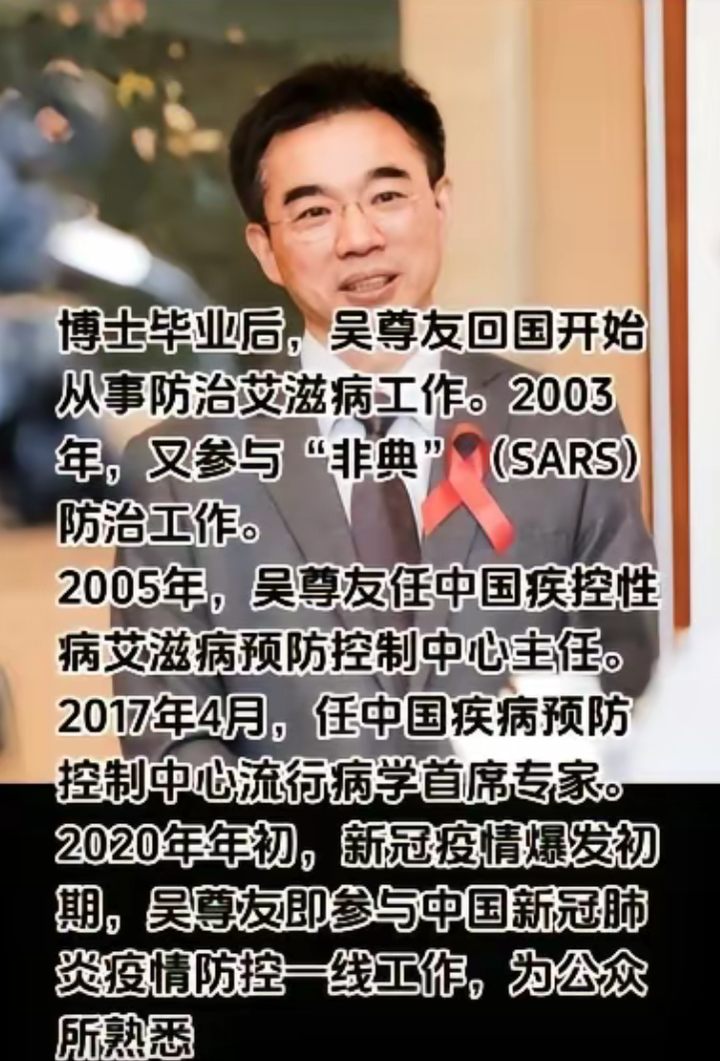 博士毕业后，吴尊友回国开始
从事防治艾滋病工作。2003
年，又参与“非典”（SARS）
防治工作。
2005年，吴尊友任中国疾控性
病艾滋病预防控制中心主任。
2017年4月，任中国疾病预防
控制中心流行病学首席专家。
2020年年初，新冠疫情爆发初
期，吴尊友即参与中国新冠肺
炎疫情防控一线工作，为公众
所熟悉